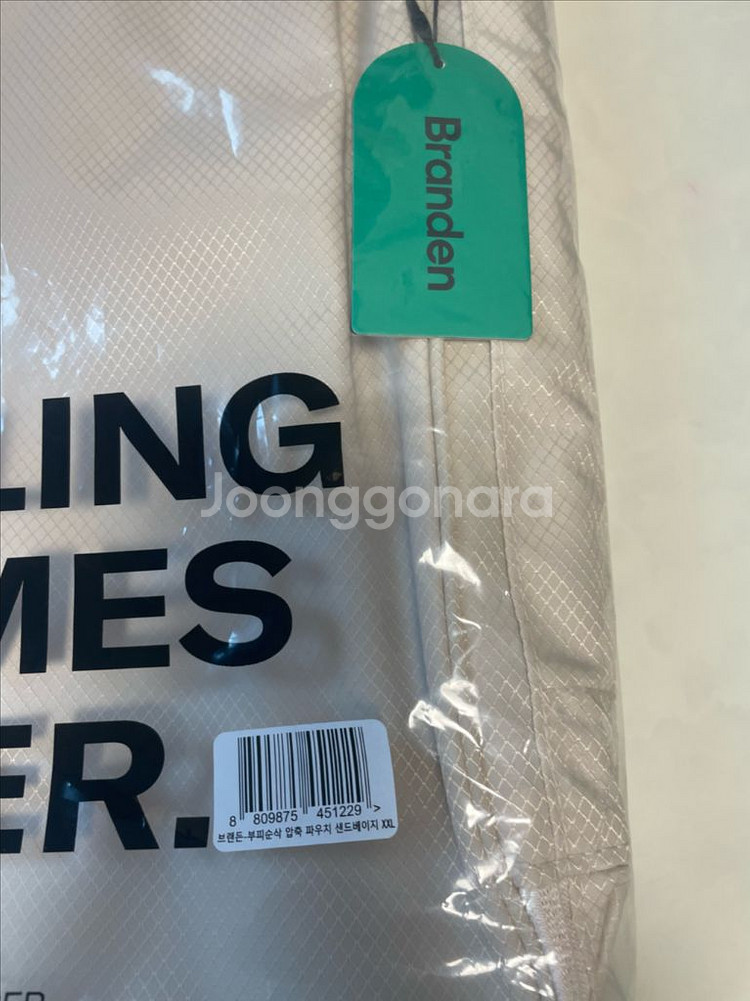 Branden
LING
MES
ER.
Joonggonara
8 809875 451229 >
브랜든-부피순삭 압축 파우치 샌드베이지 XXL
ER